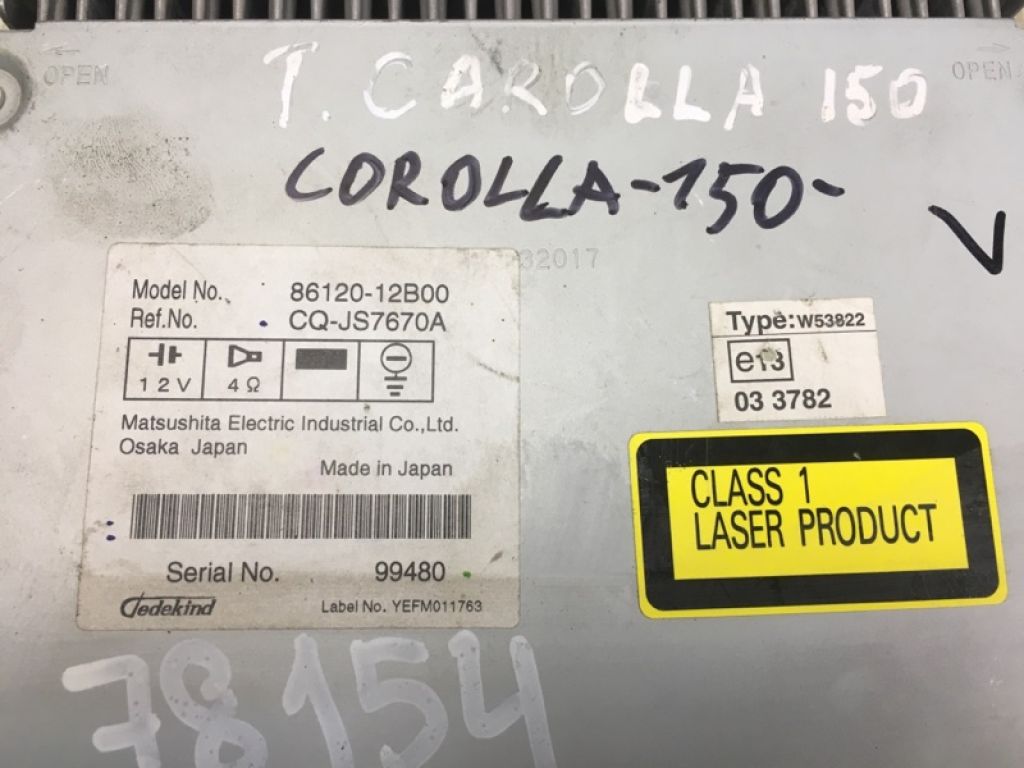 OPEN
OPEN
T. CAROLLA 150
COROLLA-150-
V
32017
Model No. 86120-12B00
Ref.No. CQ-JS7670A
12V 4Ω
Matsushita Electric Industrial Co.,Ltd.
Osaka Japan
Made in Japan
Serial No. 99480
Jedekind Label No. YEFM011763
Type: W53822
e13
03 3782
CLASS 1
LASER PRODUCT
78154